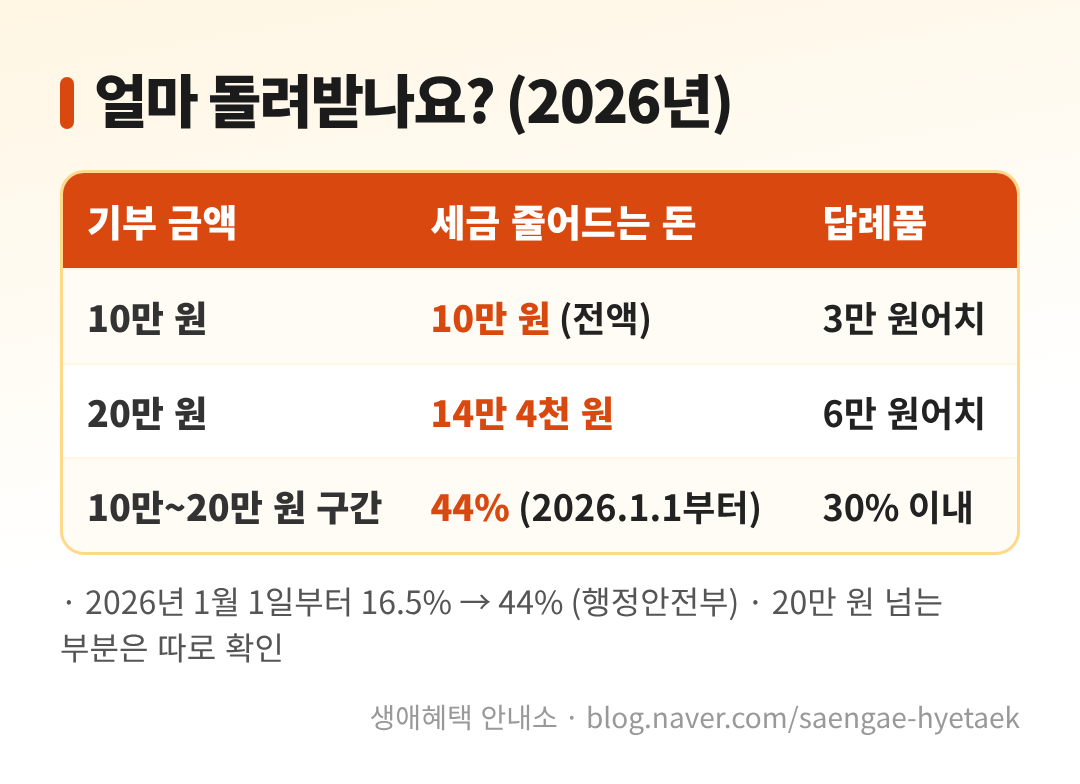 얼마 돌려받나요? (2026년)
기부 금액 세금 줄어드는 돈 답례품
10만 원 10만 원 (전액) 3만 원어치
20만 원 14만 4천 원 6만 원어치
10만~20만 원 구간 44% (2026.1.1부터) 30% 이내
· 2026년 1월 1일부터 16.5% → 44% (행정안전부) · 20만 원 넘는
부분은 따로 확인
생애혜택 안내소 · blog.naver.com/saengae-hyetaek